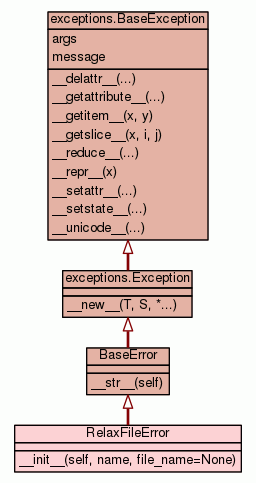 exceptions.BaseException
args
message
__delattr__(...)
__getattribute__(...)
__getitem__(x, y)
__getslice__(x, i, j)
__reduce__(...)
__repr__(x)
__setattr__(...)
__setstate__(...)
__unicode__(...)
exceptions.Exception
__new__(T, S, *...)
BaseError
__str__(self)
RelaxFileError
__init__(self, name, file_name=None)